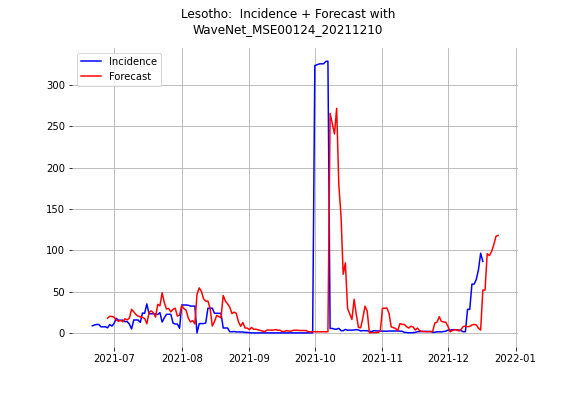 Lesotho:  Incidence + Forecast with
WaveNet_MSE00124_20211210
Incidence
Forecast
300
250
200
150
100
50
0
2021-07 2021-08 2021-09 2021-10 2021-11 2021-12 2022-01